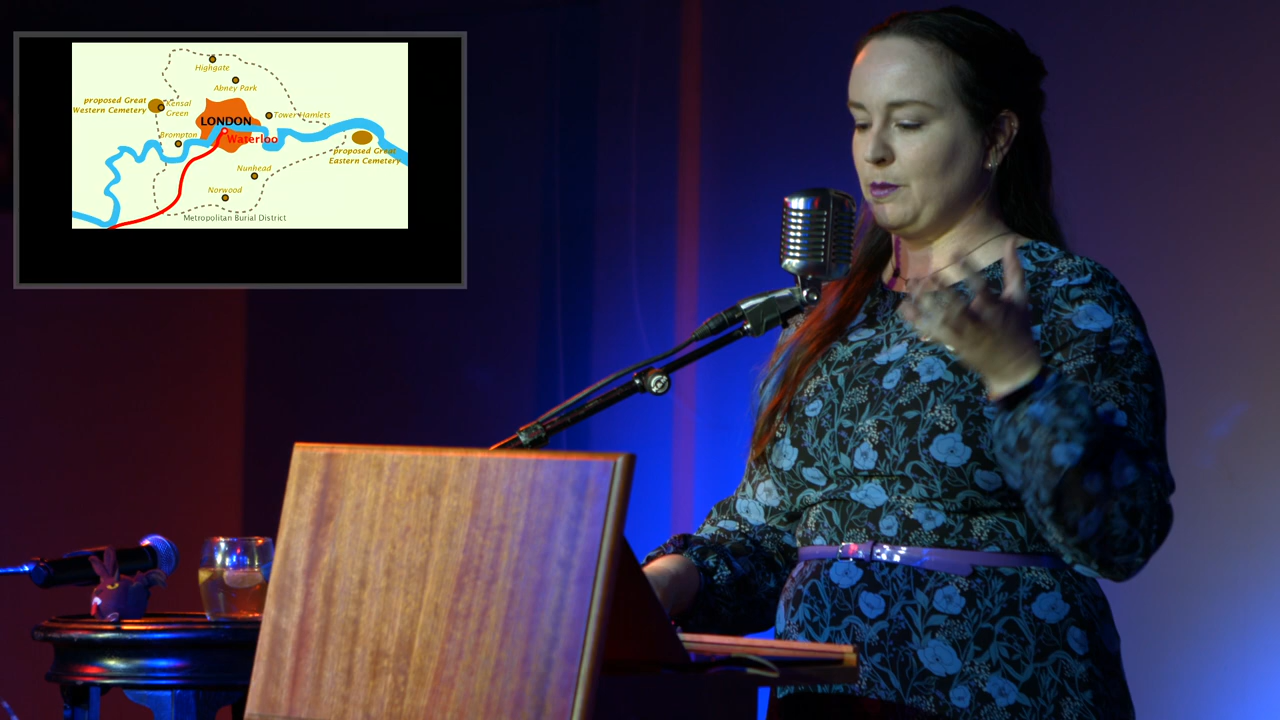 Highgate
Abney Park
proposed Great
Western Cemetery
Kensal
Green
LONDON
Tower Hamlets
Brompton
Waterloo
proposed Great
Eastern Cemetery
Nunhead
Norwood
Metropolitan Burial District